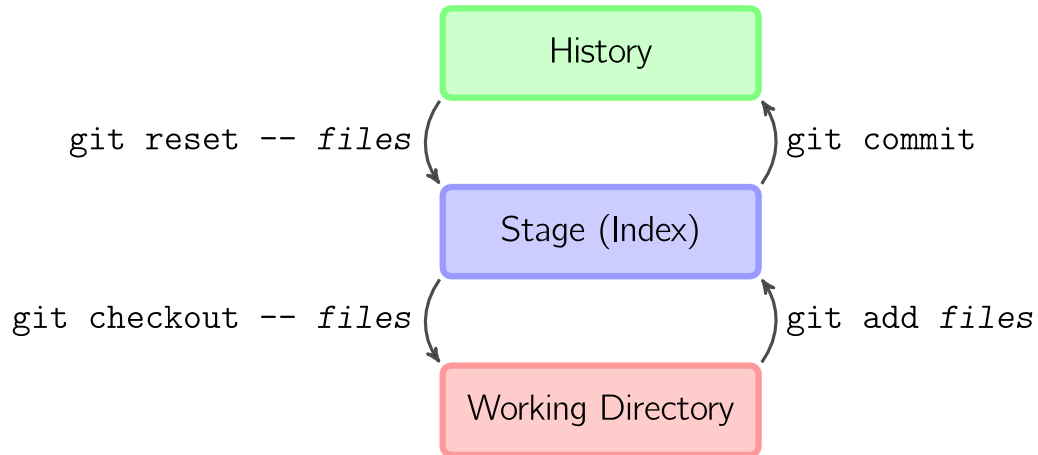 History
git reset -- files
git commit
Stage (Index)
git checkout -- files
git add files
Working Directory